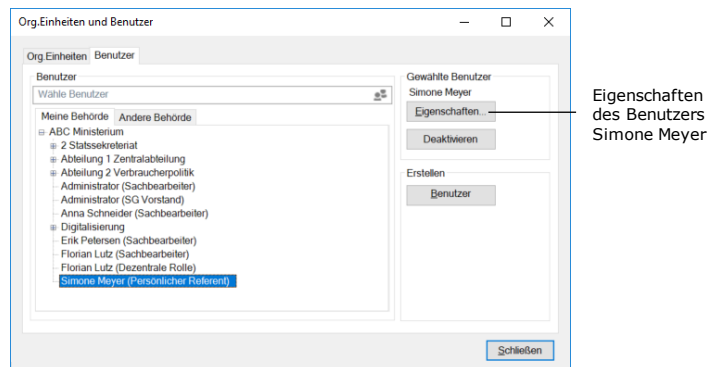 Org.Einheiten und Benutzer
Org.Einheiten Benutzer
Benutzer
Wähle Benutzer
Meine Behörde Andere Behörde
ABC Ministerium
2 Statssekreteriat
Abteilung 1 Zentralabteilung
Abteilung 2 Verbraucherpolitik
Administrator (Sachbearbeiter)
Administrator (SG Vorstand)
Anna Schneider (Sachbearbeiter)
Digitalisierung
Erik Petersen (Sachbearbeiter)
Florian Lutz (Sachbearbeiter)
Florian Lutz (Dezentrale Rolle)
Simone Meyer (Persönlicher Referent)
Gewählte Benutzer
Simone Meyer
Eigenschaften...
Deaktivieren
Erstellen
Benutzer
Schließen
Eigenschaften
des Benutzers
Simone Meyer